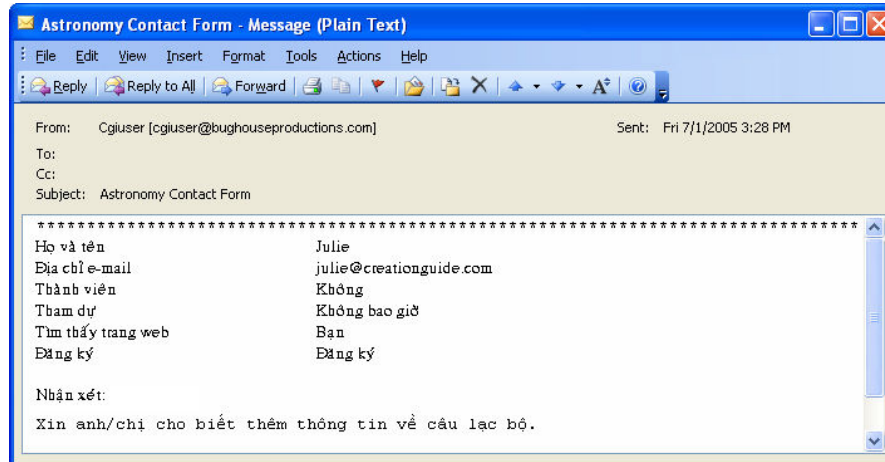 Astronomy Contact Form - Message (Plain Text)
File Edit View Insert Format Tools Actions Help
Reply Reply to All Forward
From: Cgiuser [cgiuser@bughouseproductions.com] Sent: Fri 7/1/2005 3:28 PM
To:
Cc:
Subject: Astronomy Contact Form
********************************************************************************
Họ và tên Julie
Địa chỉ e-mail julie@creationguide.com
Thành viên Không
Tham dự Không bao giờ
Tìm thấy trang web Bạn
Đăng ký Đăng ký
Nhận xét:
Xin anh/chị cho biết thêm thông tin về câu lạc bộ.